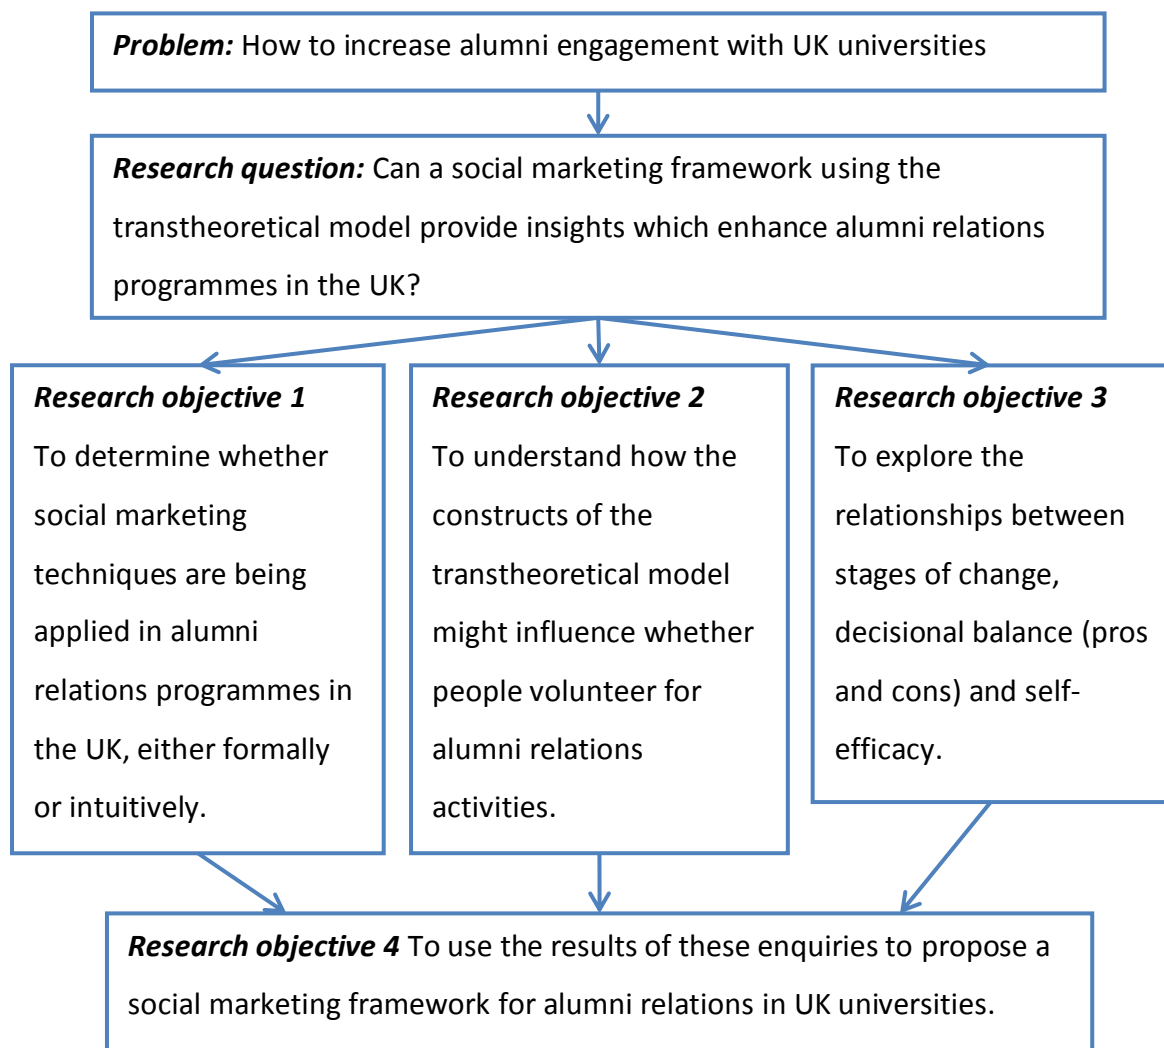 Problem: How to increase alumni engagement with UK universities
Research question: Can a social marketing framework using the
transtheoretical model provide insights which enhance alumni relations
programmes in the UK?
Research objective 1
To determine whether
social marketing
techniques are being
applied in alumni
relations programmes in
the UK, either formally
or intuitively.
Research objective 2
To understand how the
constructs of the
transtheoretical model
might influence whether
people volunteer for
alumni relations
activities.
Research objective 3
To explore the
relationships between
stages of change,
decisional balance (pros
and cons) and self-
efficacy.
Research objective 4 To use the results of these enquiries to propose a
social marketing framework for alumni relations in UK universities.